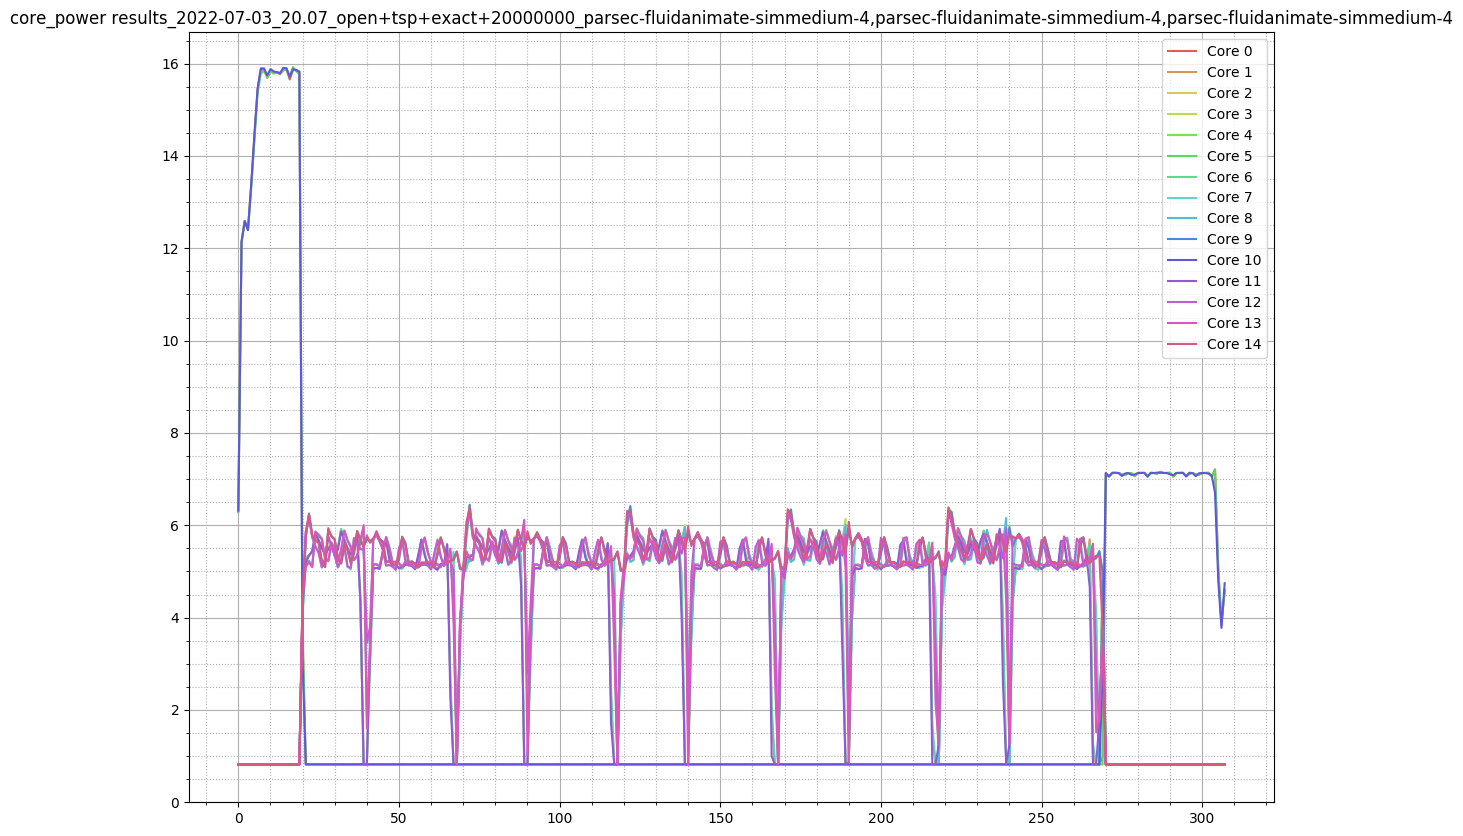 core_power results_2022-07-03_20.07_open+tsp+exact+20000000_parsec-fluidanimate-simmedium-4,parsec-fluidanimate-simmedium-4,parsec-fluidanimate-simmedium-4
16
14
12
10
8
6
4
2
0
0 50 100 150 200 250 300
Core 0
Core 1
Core 2
Core 3
Core 4
Core 5
Core 6
Core 7
Core 8
Core 9
Core 10
Core 11
Core 12
Core 13
Core 14